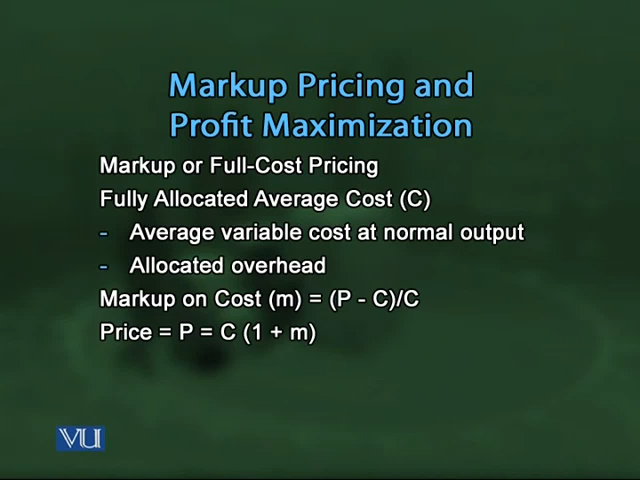 Markup Pricing and
Profit Maximization
Markup or Full-Cost Pricing
Fully Allocated Average Cost (C)
- Average variable cost at normal output
- Allocated overhead
Markup on Cost (m) = (P - C)/C
Price = P = C (1 + m)
VU